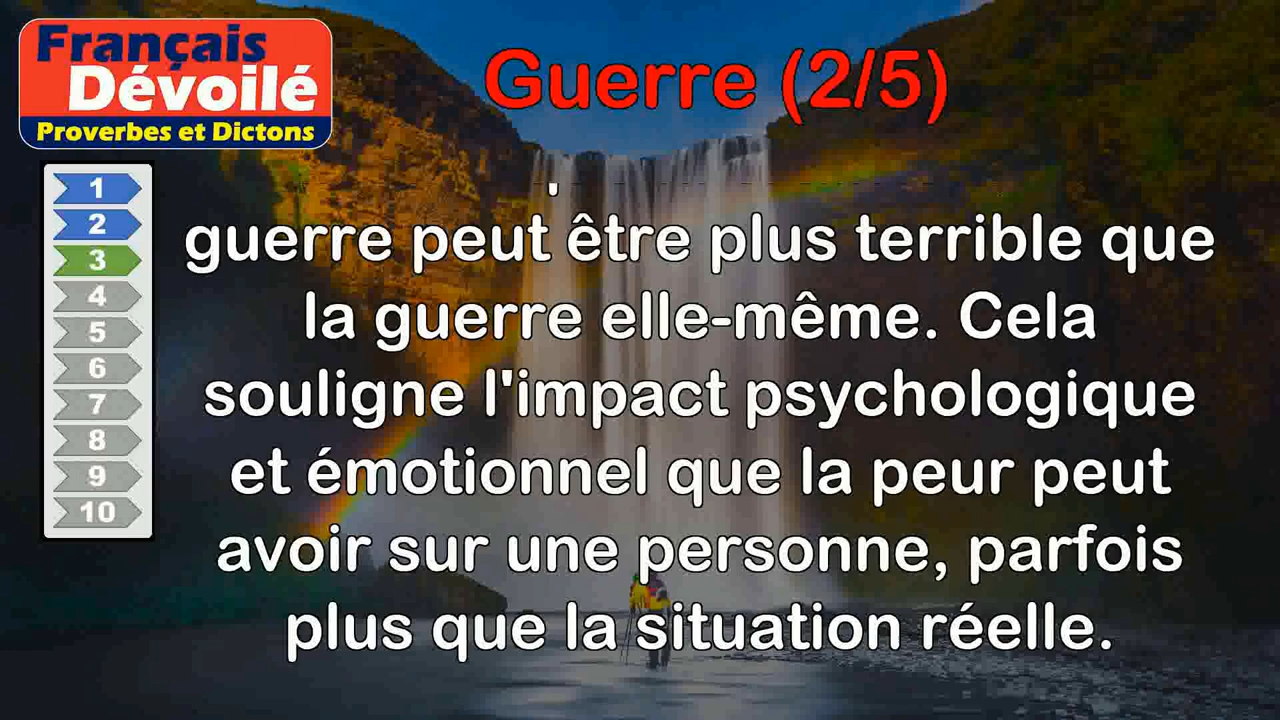 Français
Dévoilé
Proverbes et Dictons
Guerre (2/5)
1
2
3
4
5
6
7
8
9
10
guerre peut être plus terrible que
la guerre elle-même. Cela
souligne l'impact psychologique
et émotionnel que la peur peut
avoir sur une personne, parfois
plus que la situation réelle.